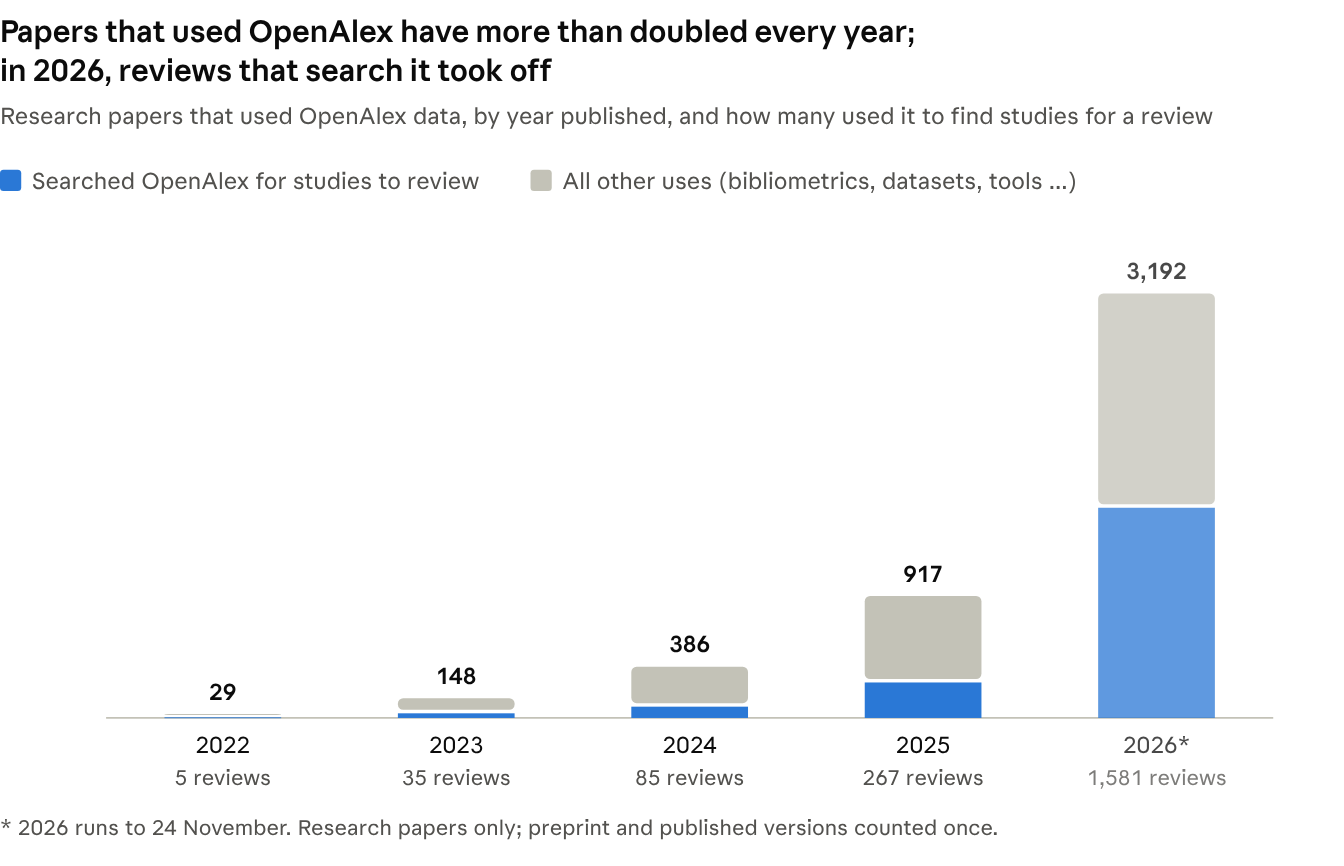 Papers that used OpenAlex have more than doubled every year;
in 2026, reviews that search it took off
Research papers that used OpenAlex data, by year published, and how many used it to find studies for a review
Searched OpenAlex for studies to review
All other uses (bibliometrics, datasets, tools ...)
3,192
917
386
148
29
2022
2023
2024
2025
2026*
5 reviews
35 reviews
85 reviews
267 reviews
1,581 reviews
* 2026 runs to 24 November. Research papers only; preprint and published versions counted once.